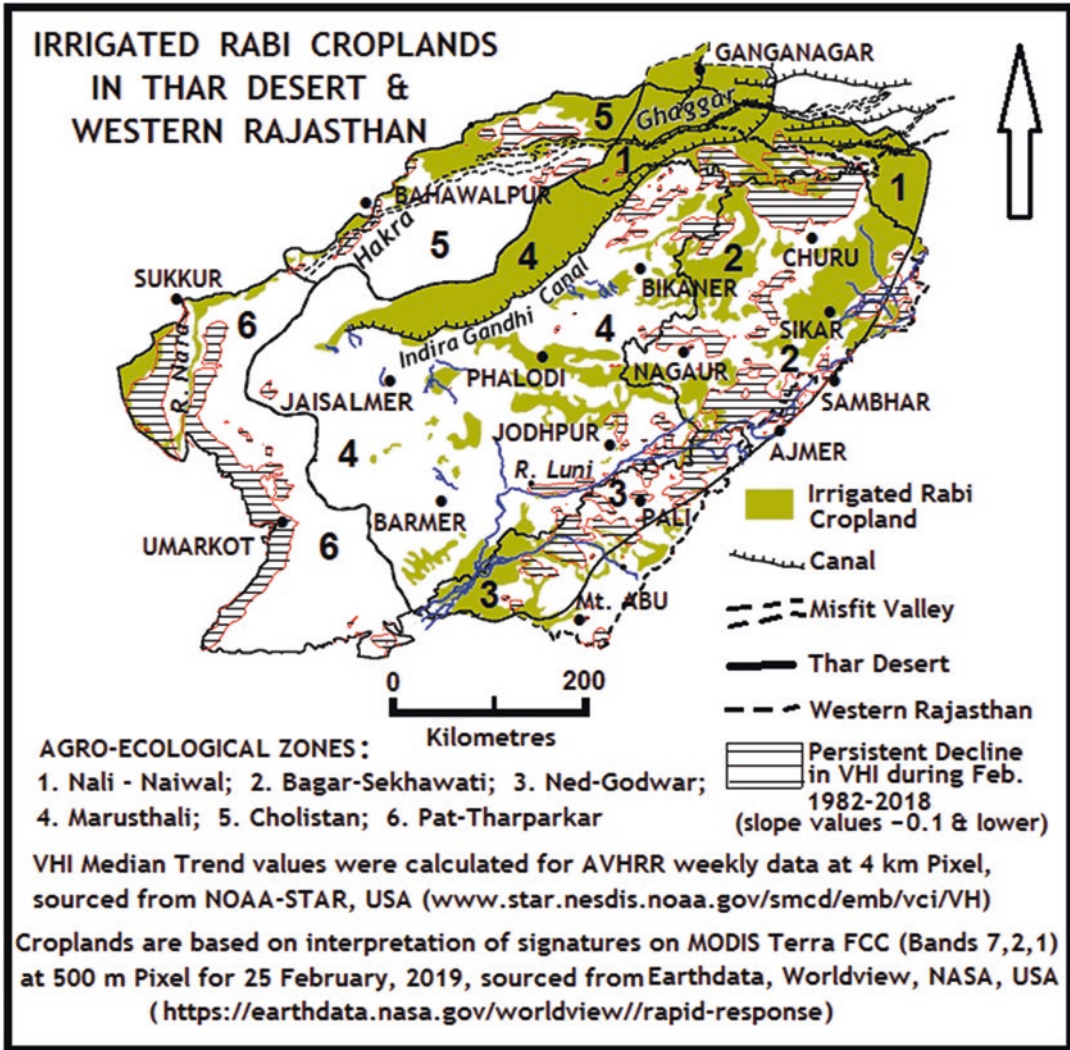 IRRIGATED RABI CROPLANDS
IN THAR DESERT &
WESTERN RAJASTHAN
GANGANAGAR
Ghaggar
5
1
1
BAHAWALPUR
Hakra
5
4
2
CHURU
SUKKUR
BIKANER
6
Indira Gandhi Canal
4
SIKAR
R. Nara
PHALODI
NAGAUR
2
JAISALMER
SAMBHAR
JODHPUR
AJMER
4
R. Luni
3
BARMER
PALI
UMARKOT
6
3
Mt. ABU
Irrigated Rabi
Cropland
Canal
Misfit Valley
Thar Desert
Western Rajasthan
Persistent Decline
in VHI during Feb.
1982-2018
(slope values -0.1 & lower)
0 200
Kilometres
AGRO-ECOLOGICAL ZONES:
1. Nali - Naiwal; 2. Bagar-Sekhawati; 3. Ned-Godwar;
4. Marusthali; 5. Cholistan; 6. Pat-Tharparkar
VHI Median Trend values were calculated for AVHRR weekly data at 4 km Pixel,
sourced from NOAA-STAR, USA (www.star.nesdis.noaa.gov/smcd/emb/vci/VH)
Croplands are based on interpretation of signatures on MODIS Terra FCC (Bands 7,2,1)
at 500 m Pixel for 25 February, 2019, sourced from Earthdata, Worldview, NASA, USA
(https://earthdata.nasa.gov/worldview//rapid-response)